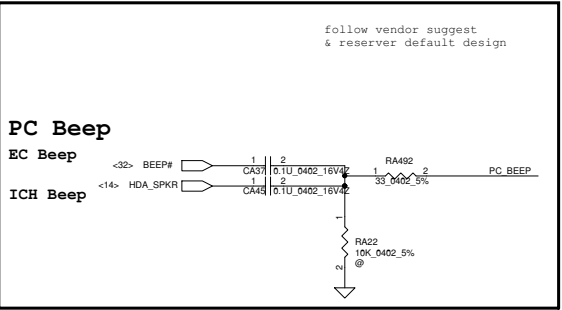 follow vendor suggest
& reserver default design
PC Beep
EC Beep
<32> BEEP#
1 2
CA37 0.1U_0402_16V4Z
RA492
1 2
33_0402_5%
PC_BEEP
ICH Beep
<14> HDA_SPKR
1 2
CA45 0.1U_0402_16V4Z
1
RA22
10K_0402_5%
@
2